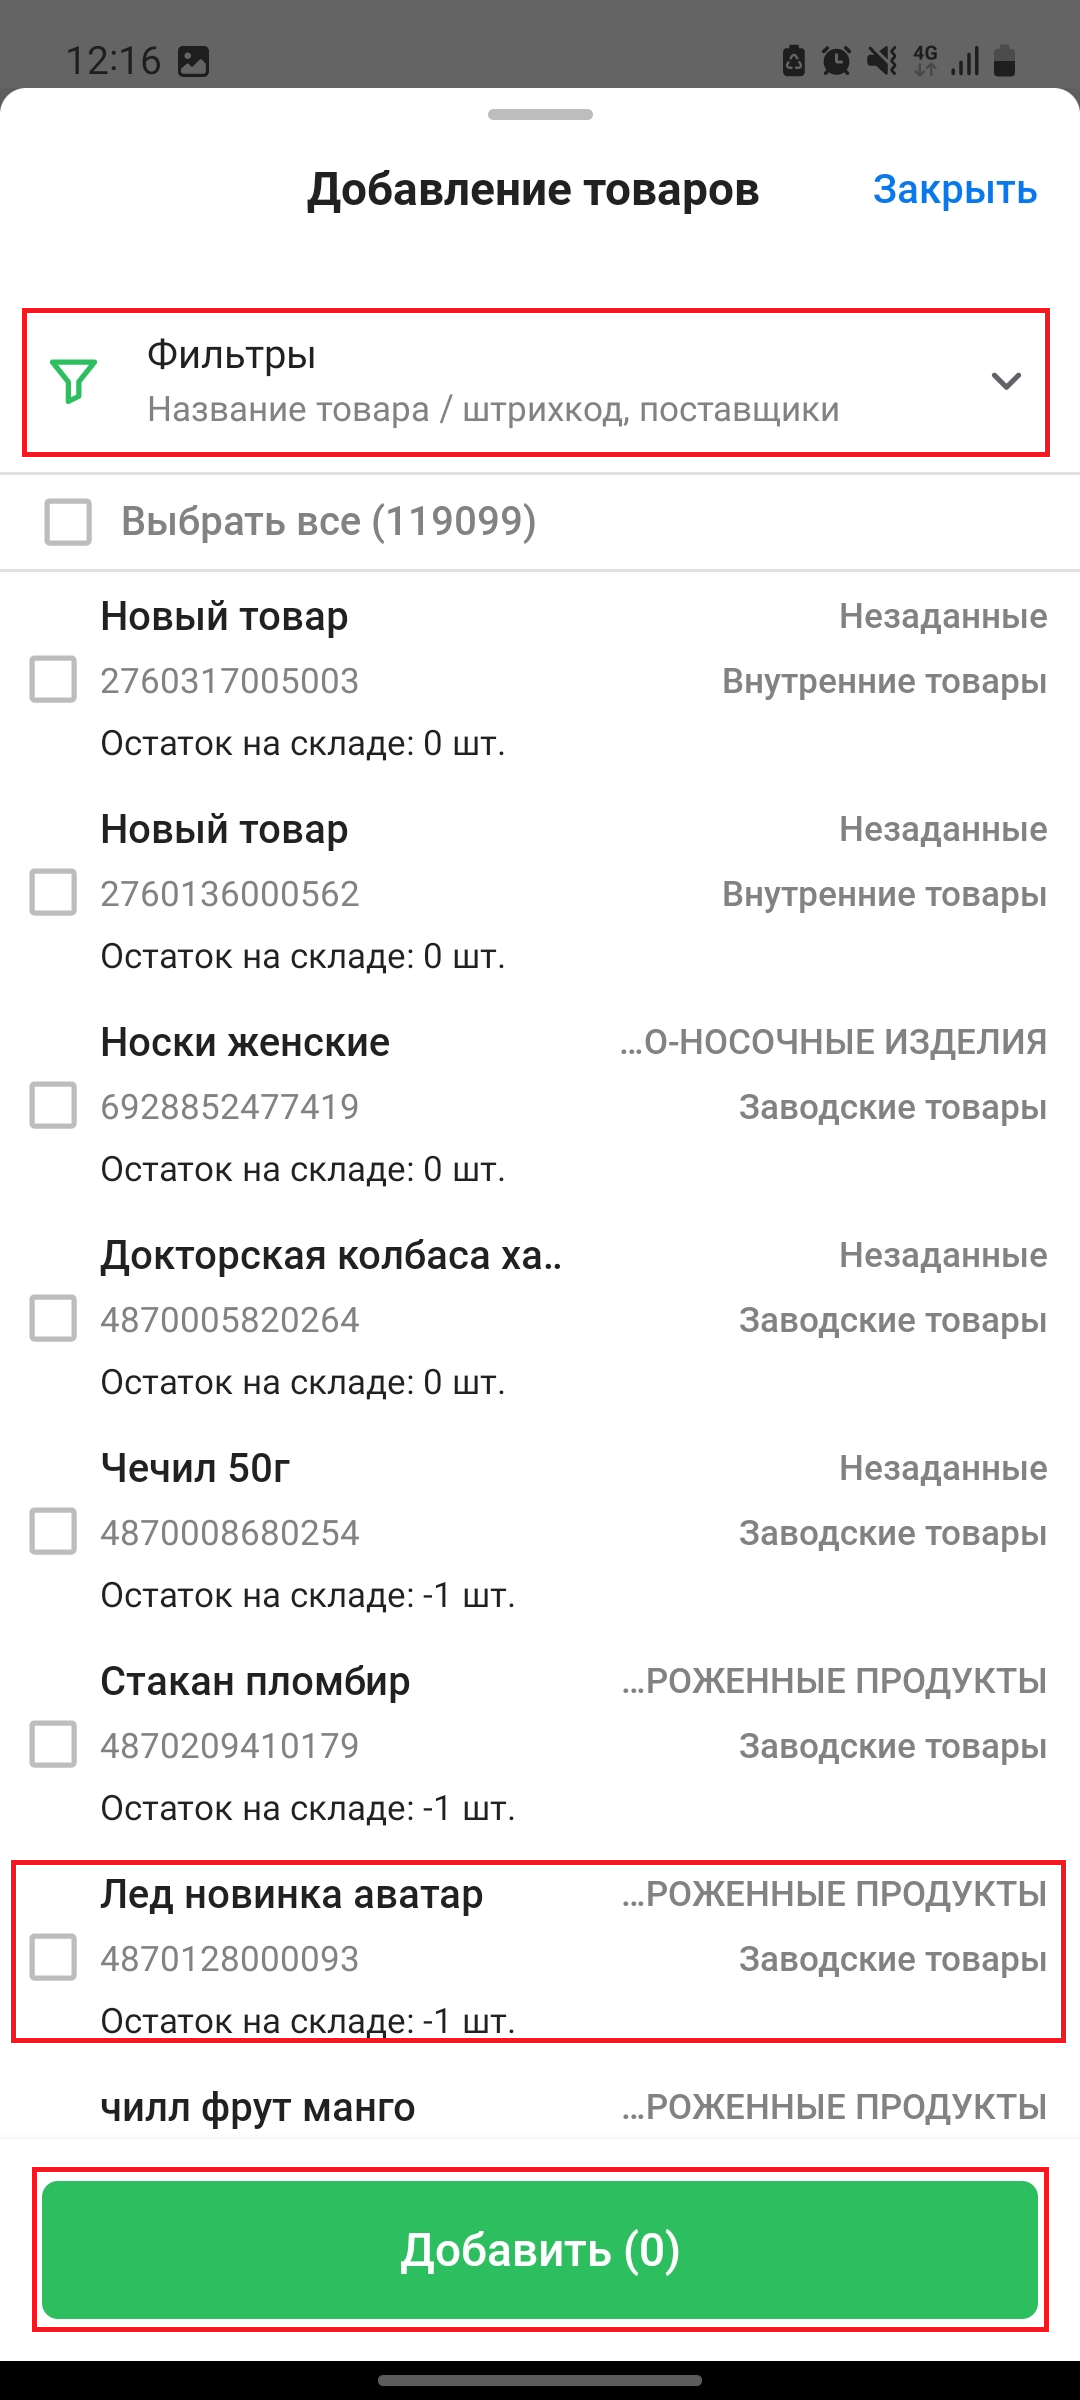 12:16
4G
Добавление товаров
Закрыть
Фильтры
Название товара / штрихкод, поставщики
Выбрать все (119099)
Новый товар
Незаданные
2760317005003
Внутренние товары
Остаток на складе: 0 шт.
Новый товар
Незаданные
2760136000562
Внутренние товары
Остаток на складе: 0 шт.
Носки женские
...О-НОСОЧНЫЕ ИЗДЕЛИЯ
6928852477419
Заводские товары
Остаток на складе: 0 шт.
Докторская колбаса ха..
Незаданные
4870005820264
Заводские товары
Остаток на складе: 0 шт.
Чечил 50г
Незаданные
4870008680254
Заводские товары
Остаток на складе: -1 шт.
Стакан пломбир
...РОЖЕННЫЕ ПРОДУКТЫ
4870209410179
Заводские товары
Остаток на складе: -1 шт.
Лед новинка аватар
...РОЖЕННЫЕ ПРОДУКТЫ
4870128000093
Заводские товары
Остаток на складе: -1 шт.
чилл фрут манго
...РОЖЕННЫЕ ПРОДУКТЫ
Добавить (0)